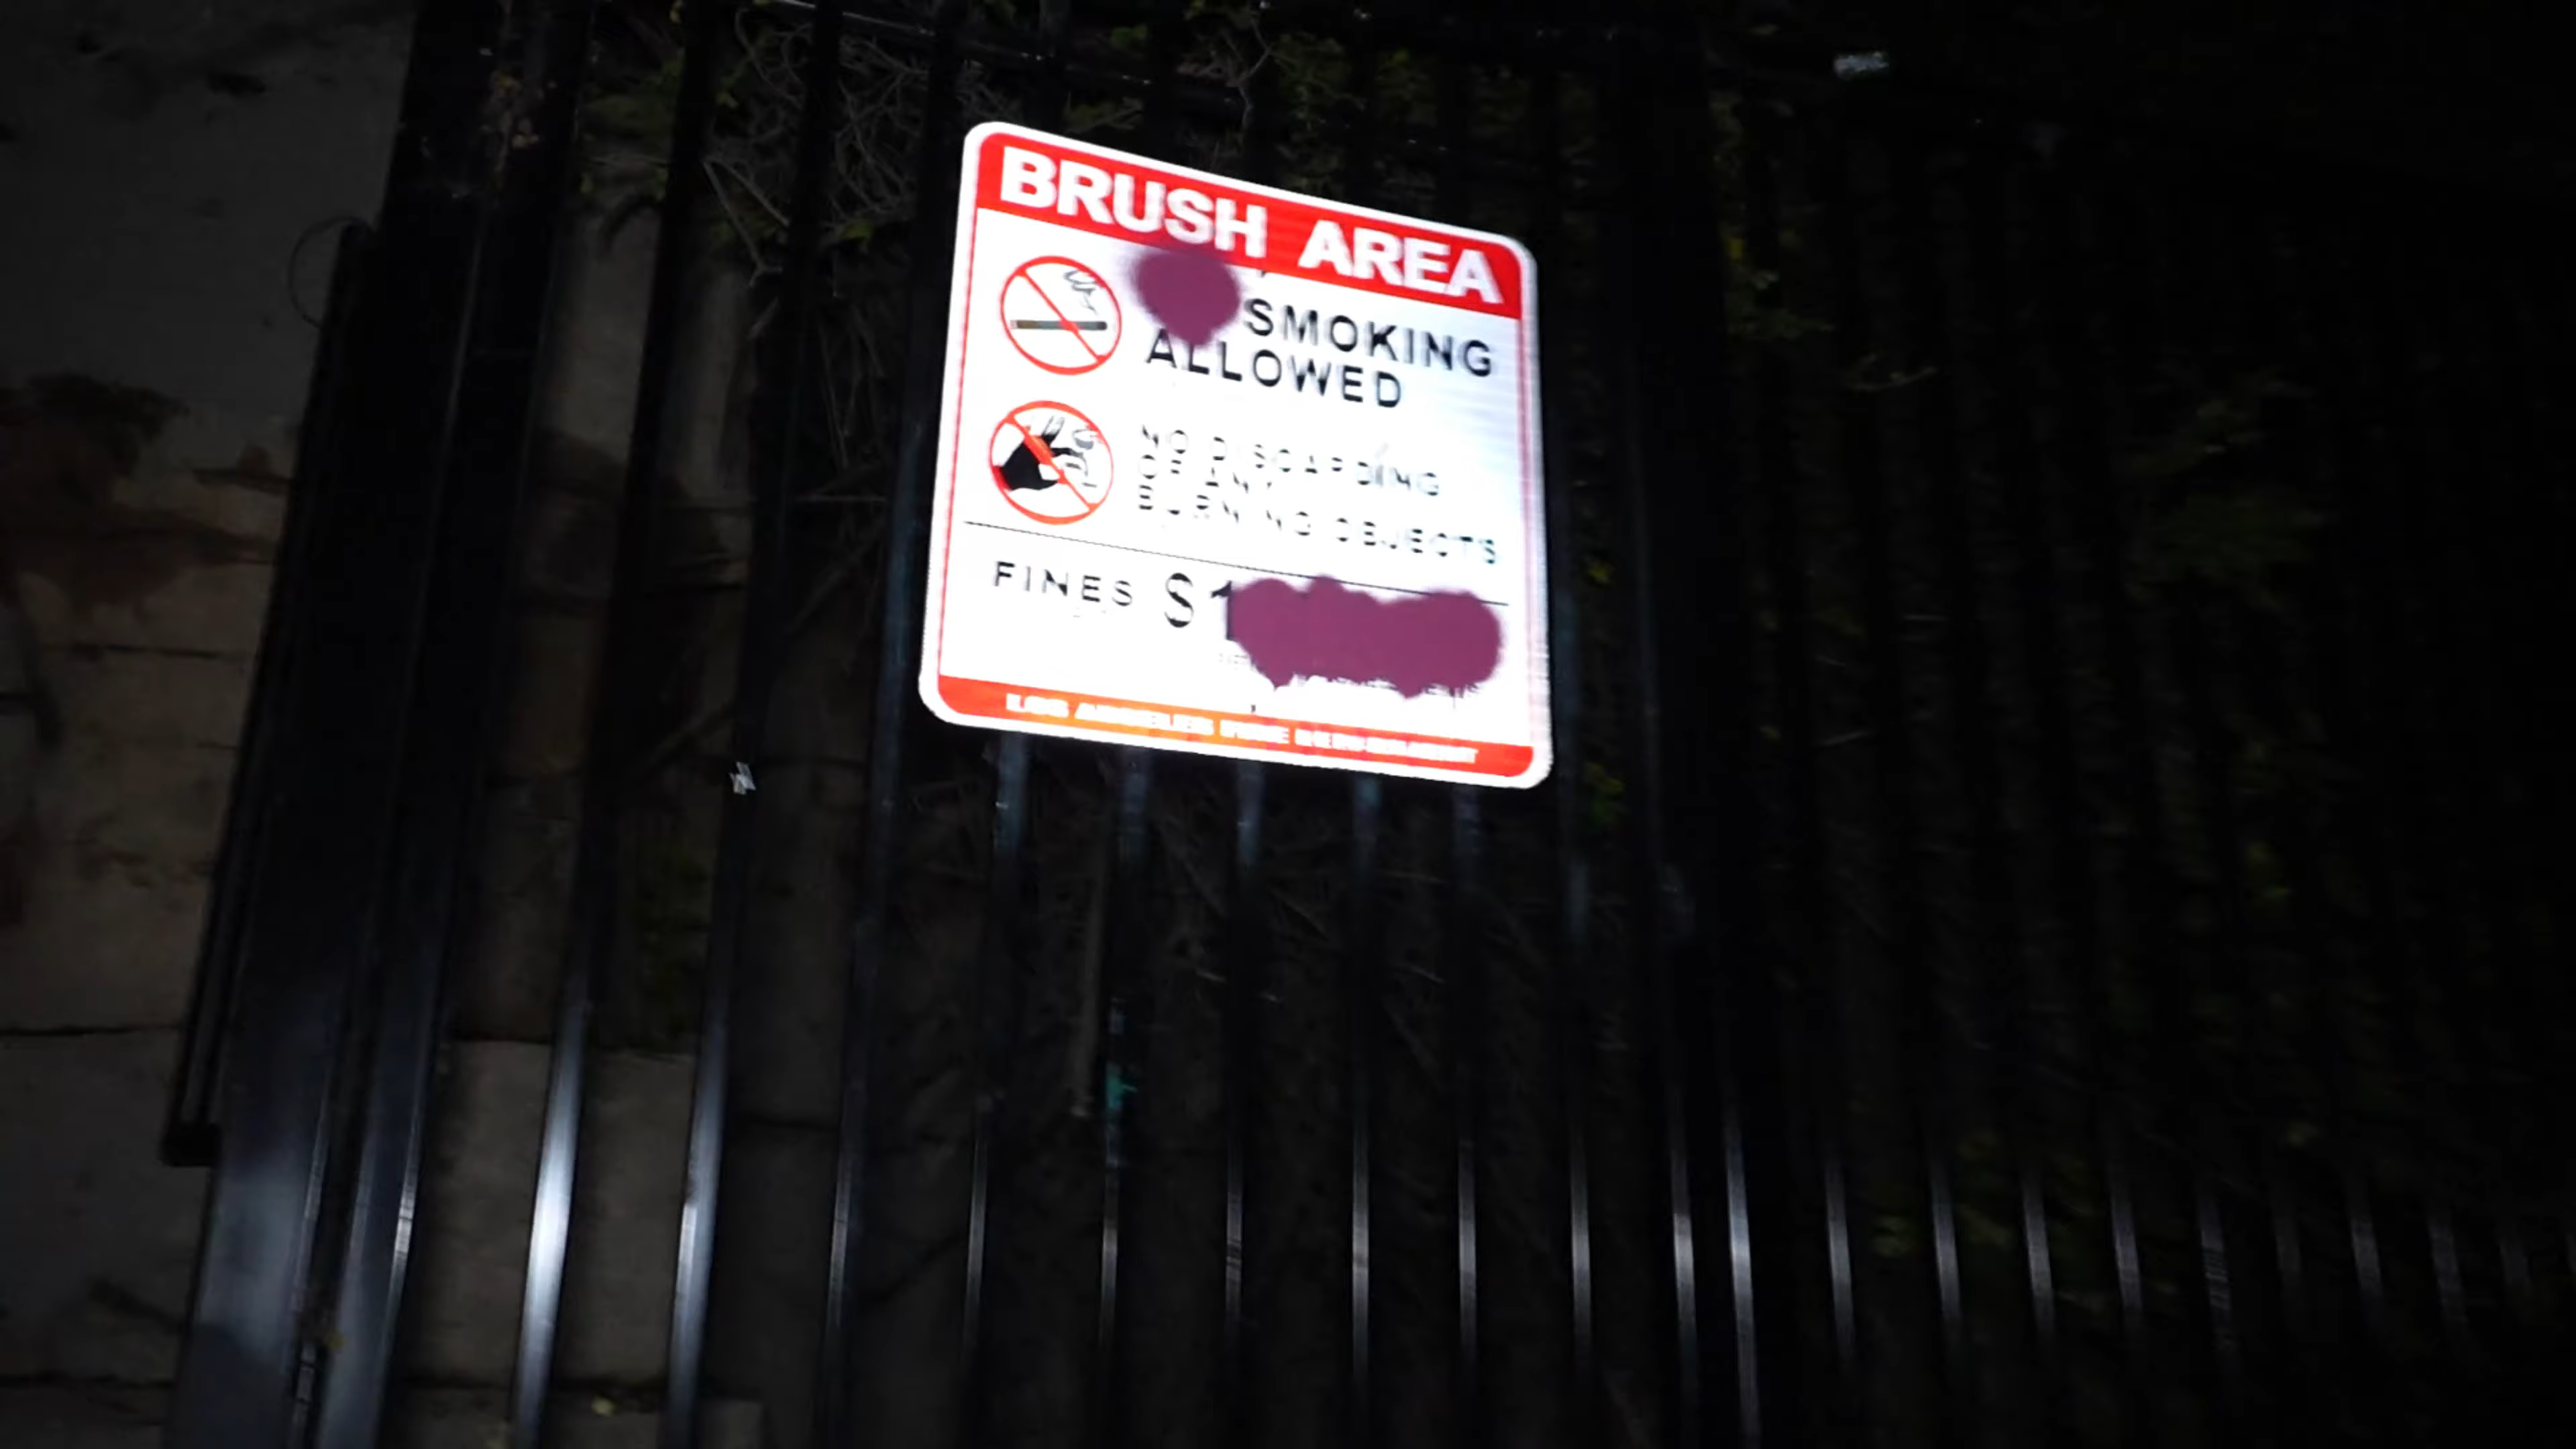 BRUSH AREA
SMOKING
ALLOWED
NO DISCARDING
OF ANY
BURNING OBJECTS
FINES $1
LOS ANGELES FIRE DEPARTMENT